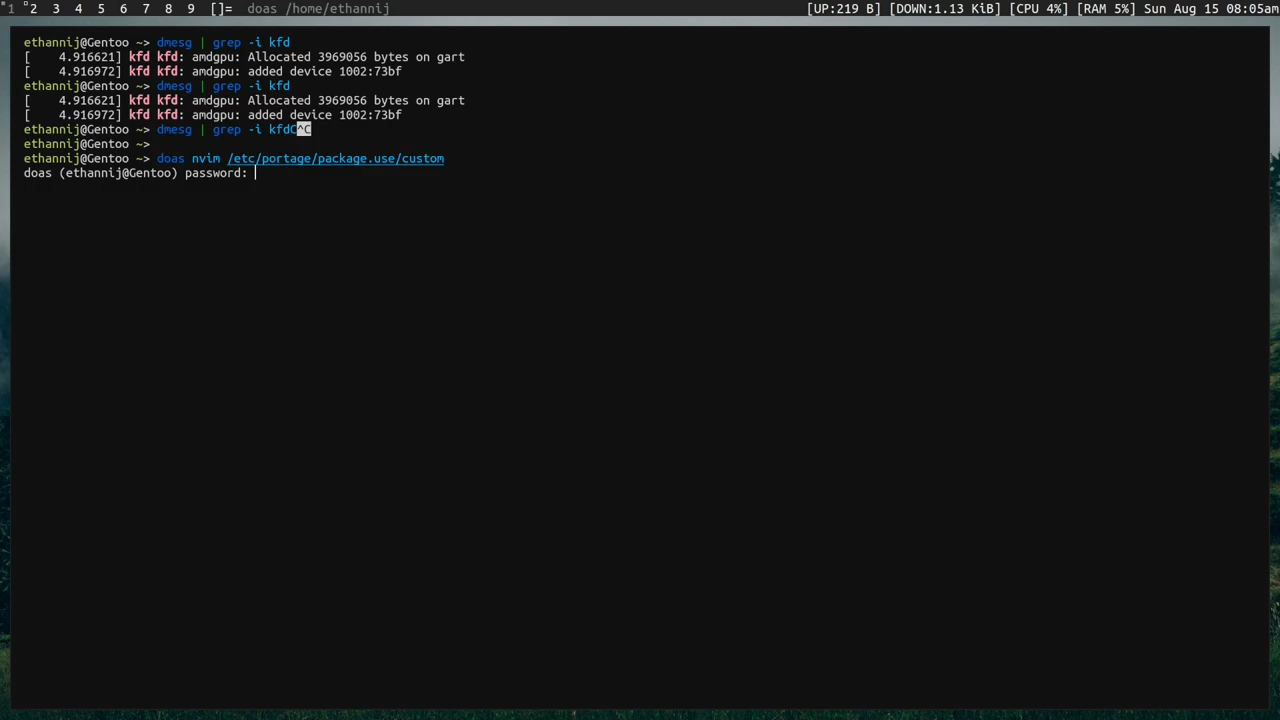 1 2 3 4 5 6 7 8 9 []= doas /home/ethannij [UP:219 B] [DOWN:1.13 KiB] [CPU 4%] [RAM 5%] Sun Aug 15 08:05am
ethannij@Gentoo ~> dmesg | grep -i kfd
[    4.916621] kfd kfd: amdgpu: Allocated 3969056 bytes on gart
[    4.916972] kfd kfd: amdgpu: added device 1002:73bf
ethannij@Gentoo ~> dmesg | grep -i kfd
[    4.916621] kfd kfd: amdgpu: Allocated 3969056 bytes on gart
[    4.916972] kfd kfd: amdgpu: added device 1002:73bf
ethannij@Gentoo ~> dmesg | grep -i kfdC^C
ethannij@Gentoo ~>
ethannij@Gentoo ~> doas nvim /etc/portage/package.use/custom
doas (ethannij@Gentoo) password: